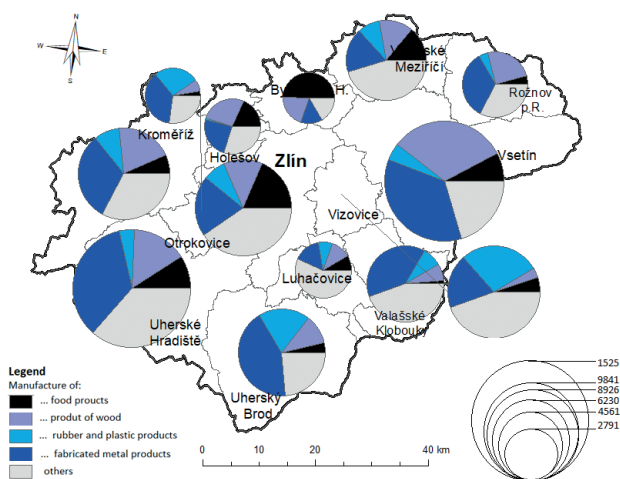 N
W
E
S
Valašské
Meziříčí
Rožnov
p.R.
By
H.
Kroměříž
Holešov
Zlín
Vsetín
Vizovice
Otrokovice
Luhačovice
Uherské
Hradiště
Valašské
Klobouky
Uherský
Brod
Legend
Manufacture of:
... food proucts
... produt of wood
... rubber and plastic products
... fabricated metal products
others
0 10 20 40 km
1525
9841
8926
6230
4561
2791